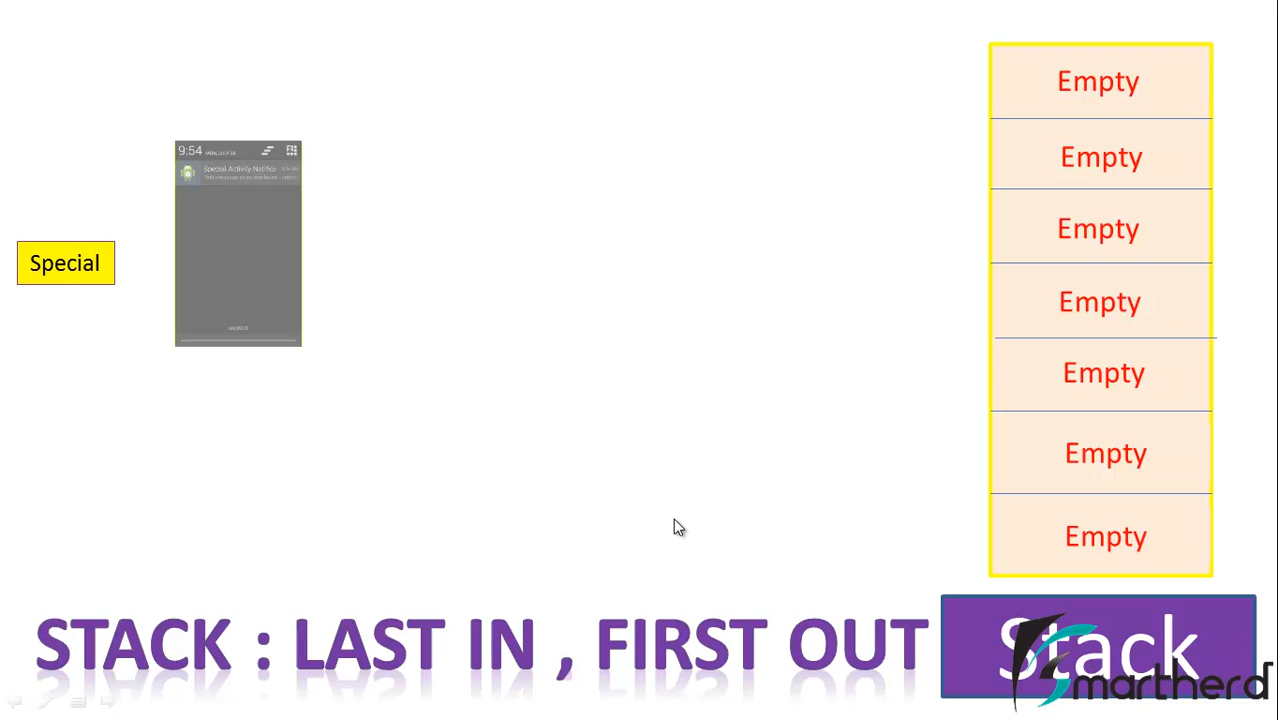 Empty
Empty
Empty
Empty
Empty
Empty
Empty
9:54
Special Activity Notific
Special
STACK : LAST IN , FIRST OUT
Stack
martherd